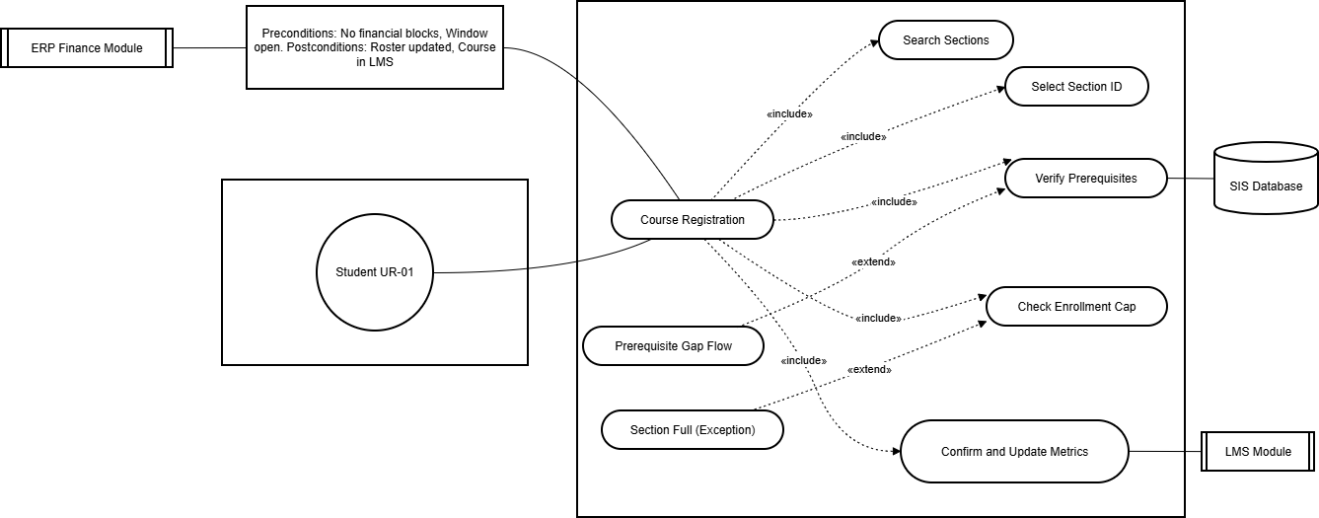 ERP Finance Module
Preconditions: No financial blocks, Window
open. Postconditions: Roster updated, Course
in LMS
Search Sections
Select Section ID
«include»
«include»
Verify Prerequisites
SIS Database
«include»
Course Registration
Student UR-01
«extend»
Check Enrollment Cap
«include»
Prerequisite Gap Flow
«include»
«extend»
Section Full (Exception)
Confirm and Update Metrics
LMS Module